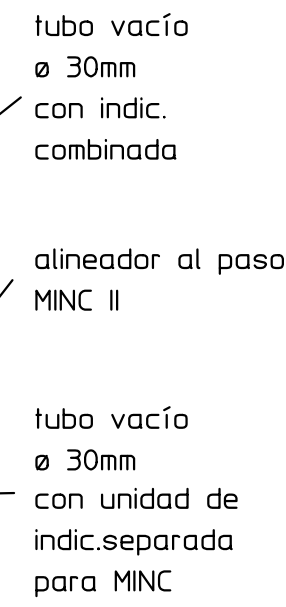 tubo vacío
ø 30mm
con indic.
combinada
alineador al paso
MINC II
tubo vacío
ø 30mm
con unidad de
indic.separada
para MINC